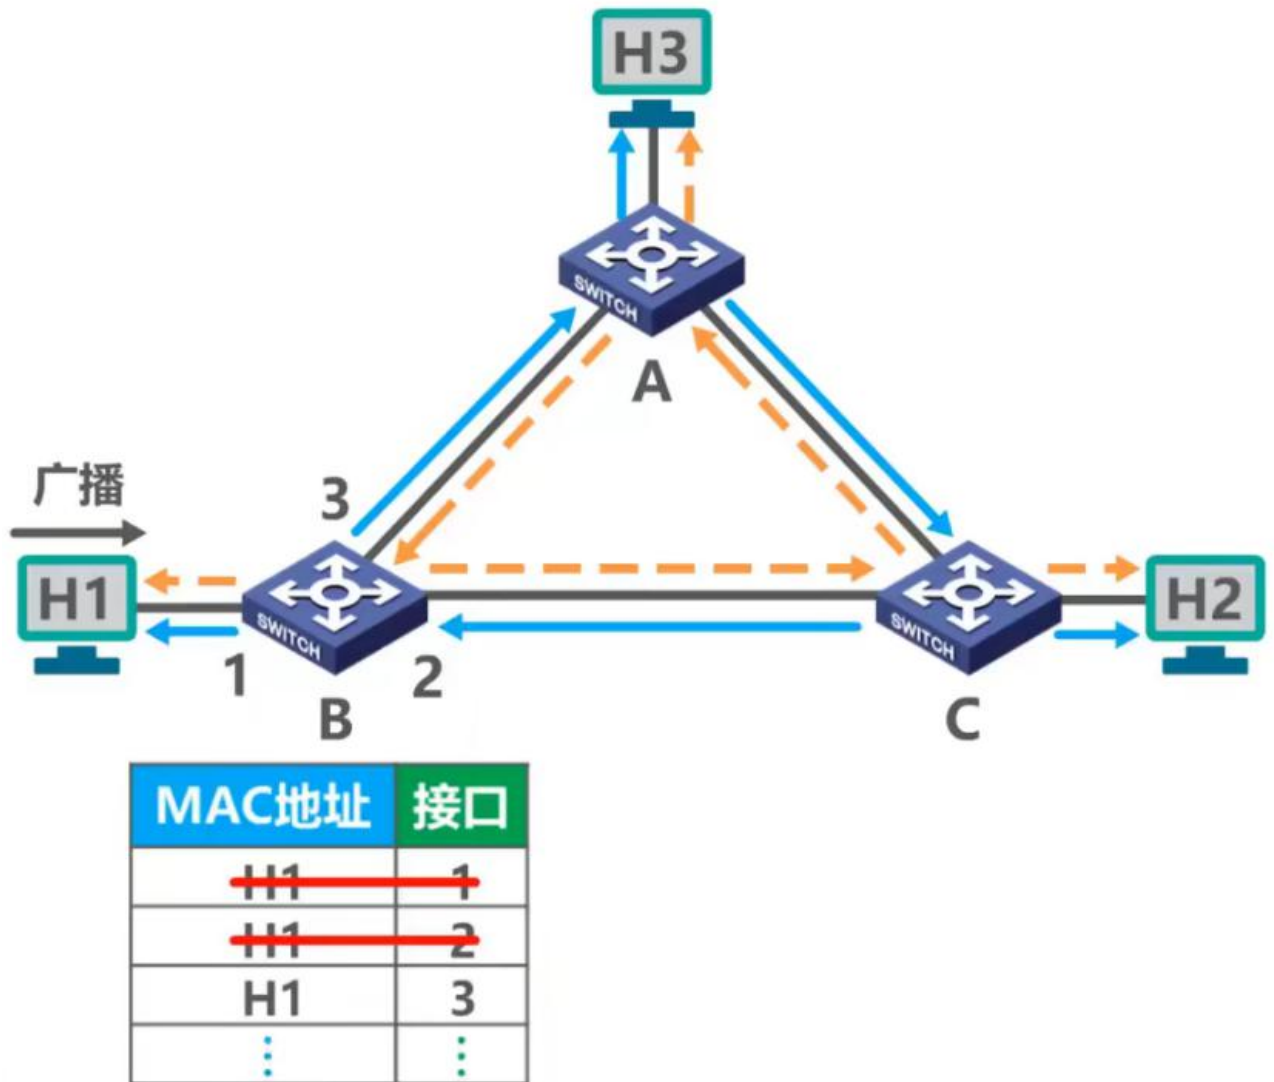 H3
SWITCH
A
广播
3
H1
SWITCH
1
2
B
SWITCH
C
H2
MAC地址 接口
H1 1
H1 2
H1 3
⋮ ⋮